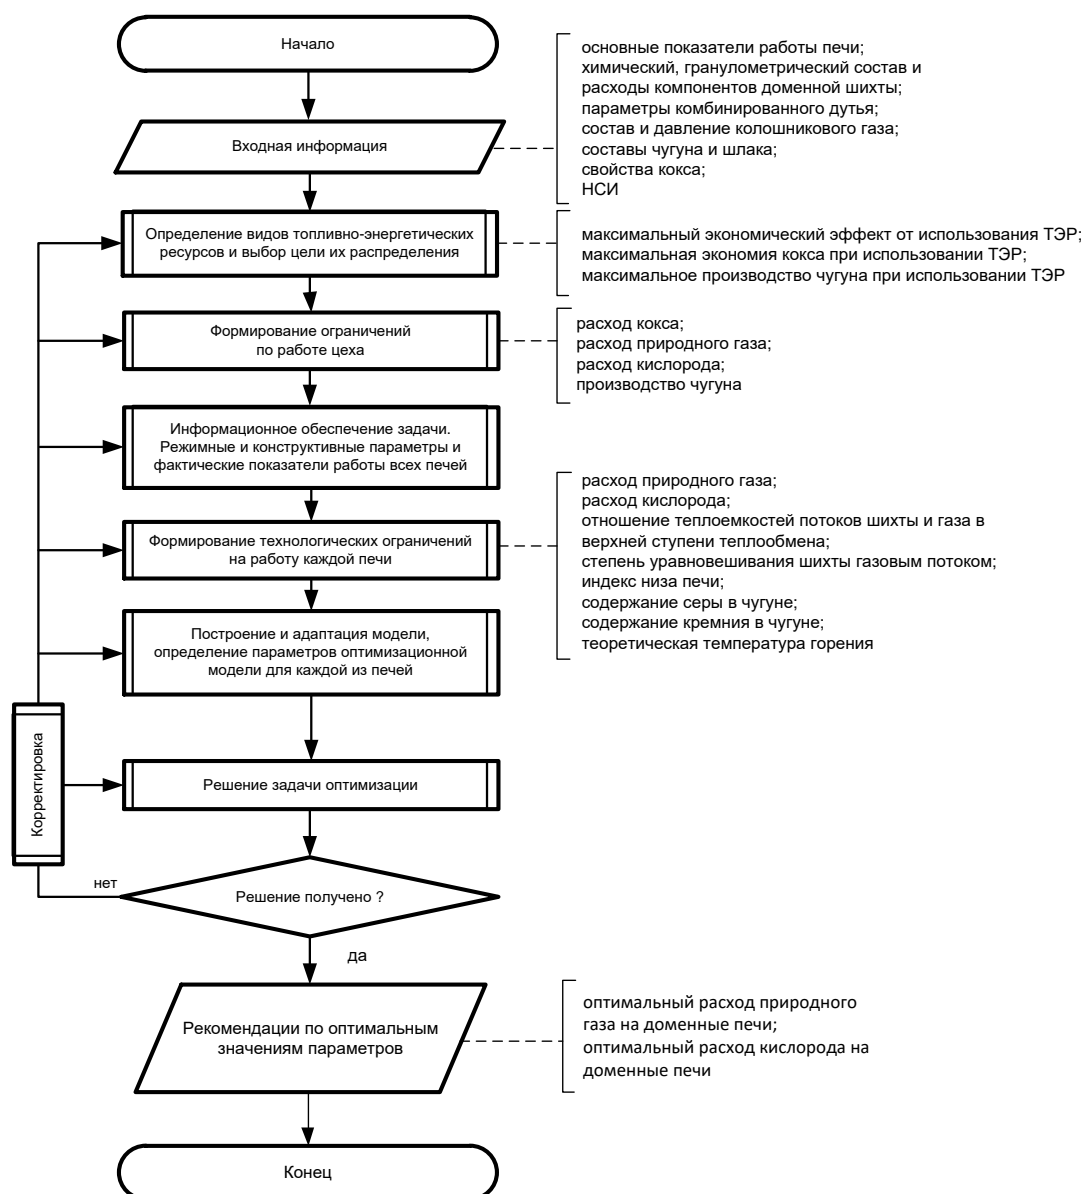 Начало
основные показатели работы печи;
химический, гранулометрический состав и
расходы компонентов доменной шихты;
параметры комбинированного дутья;
состав и давление колошникового газа;
составы чугуна и шлака;
свойства кокса;
НСИ
Входная информация
Определение видов топливно-энергетических
ресурсов и выбор цели их распределения
максимальный экономический эффект от использования ТЭР;
максимальная экономия кокса при использовании ТЭР;
максимальное производство чугуна при использовании ТЭР
Формирование ограничений
по работе цеха
расход кокса;
расход природного газа;
расход кислорода;
производство чугуна
Информационное обеспечение задачи.
Режимные и конструктивные параметры и
фактические показатели работы всех печей
Формирование технологических ограничений
на работу каждой печи
расход природного газа;
расход кислорода;
отношение теплоемкостей потоков шихты и газа в
верхней ступени теплообмена;
степень уравновешивания шихты газовым потоком;
индекс низа печи;
содержание серы в чугуне;
содержание кремния в чугуне;
теоретическая температура горения
Построение и адаптация модели,
определение параметров оптимизационной
модели для каждой из печей
Корректировка
Решение задачи оптимизации
нет
Решение получено ?
да
Рекомендации по оптимальным
значениям параметров
оптимальный расход природного
газа на доменные печи;
оптимальный расход кислорода на
доменные печи
Конец